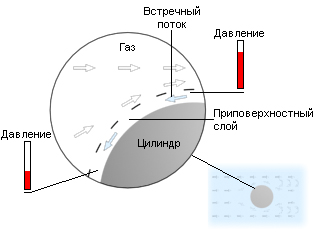 Встречный
поток
Давление
Газ
Приповерхностный
слой
Давление
Цилиндр